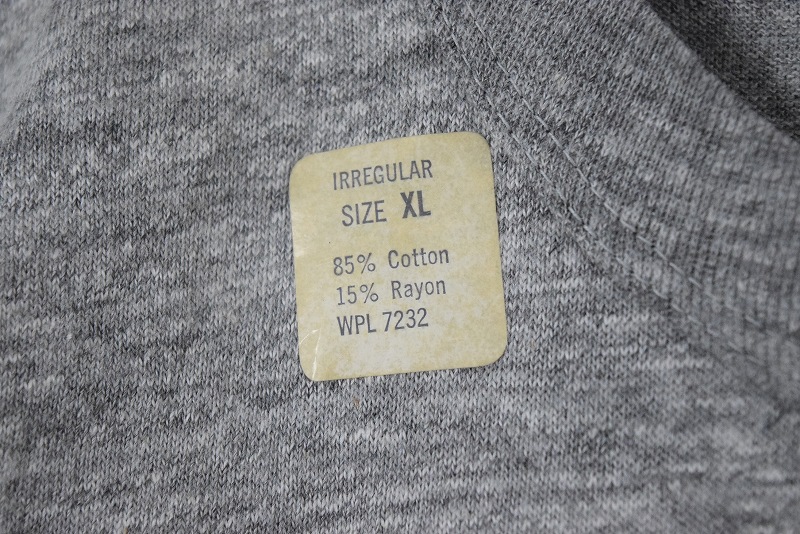 IRREGULAR
SIZE XL
85% Cotton
15% Rayon
WPL 7232